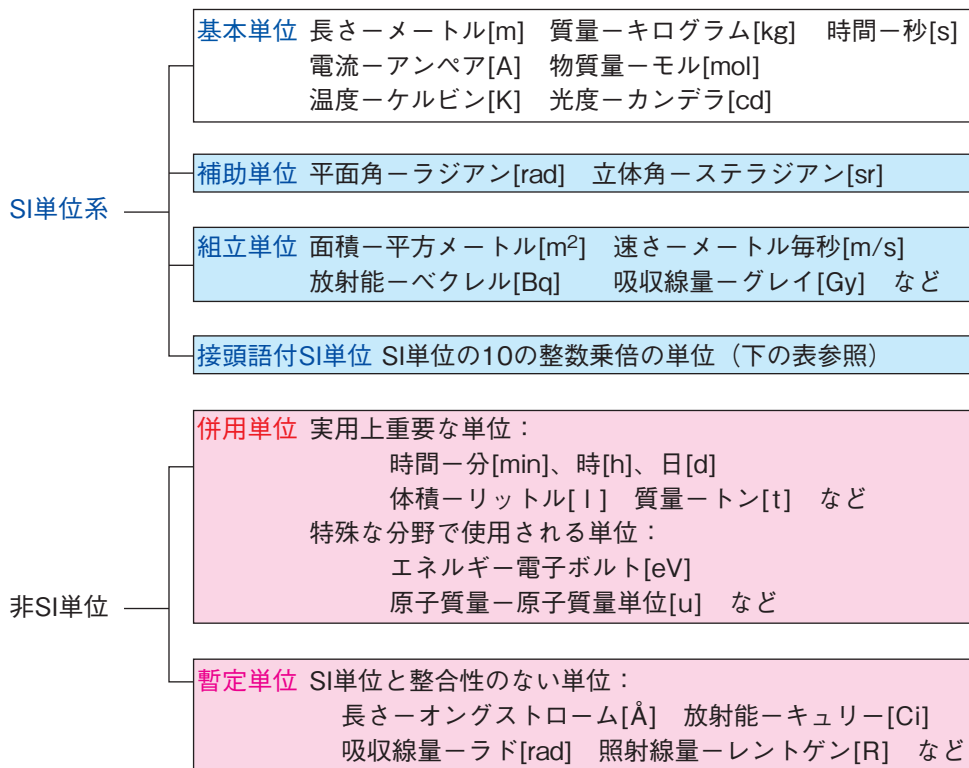 基本単位 長さ－メートル[m] 質量－キログラム[kg] 時間－秒[s]
電流－アンペア[A] 物質量－モル[mol]
温度－ケルビン[K] 光度－カンデラ[cd]
補助単位 平面角－ラジアン[rad] 立体角－ステラジアン[sr]
SI単位系
組立単位 面積－平方メートル[m²] 速さ－メートル毎秒[m/s]
放射能－ベクレル[Bq] 吸収線量－グレイ[Gy] など
接頭語付SI単位 SI単位の10の整数乗倍の単位（下の表参照）
併用単位 実用上重要な単位：
時間－分[min]、時[h]、日[d]
体積－リットル[l] 質量－トン[t] など
特殊な分野で使用される単位：
エネルギー電子ボルト[eV]
原子質量－原子質量単位[u] など
非SI単位
暫定単位 SI単位と整合性のない単位：
長さ－オングストローム[Å] 放射能－キュリー[Ci]
吸収線量－ラド[rad] 照射線量－レントゲン[R] など